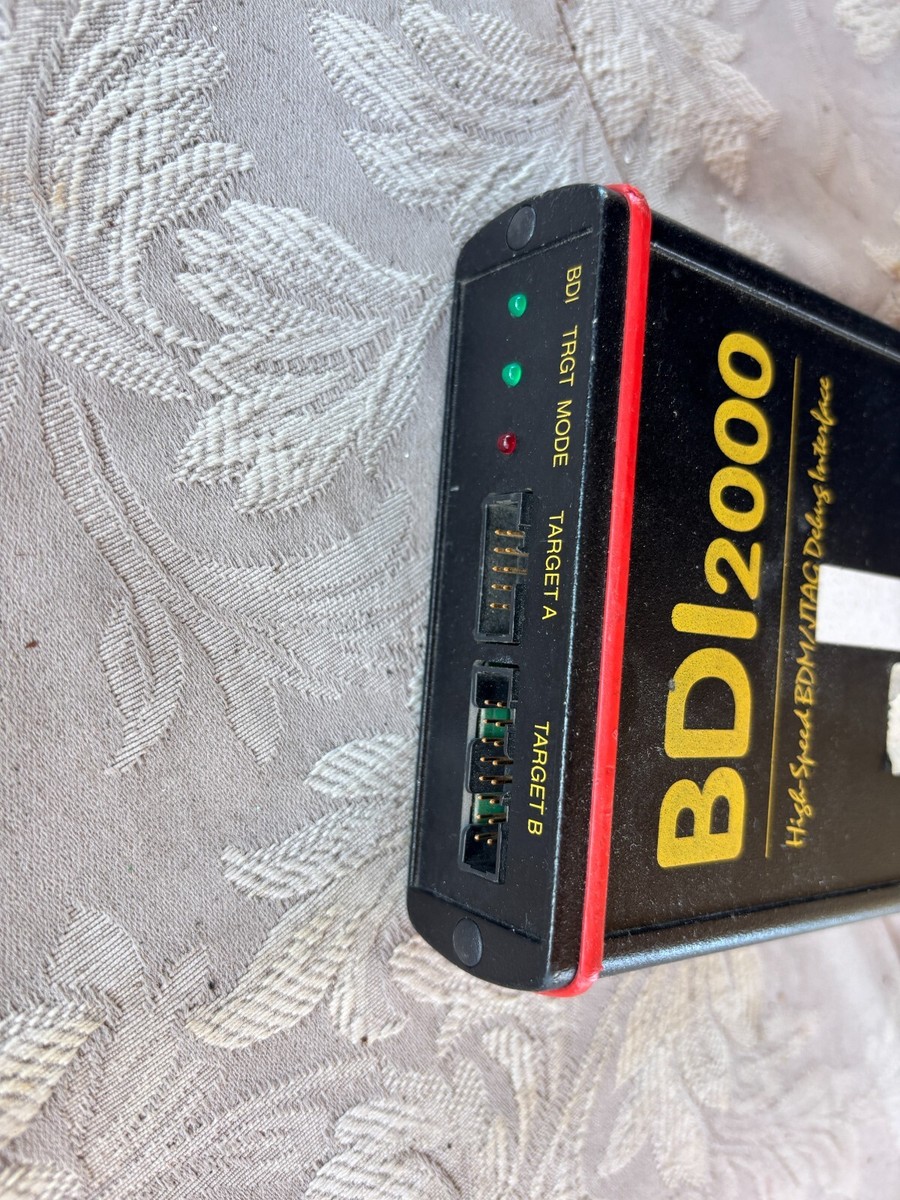 BDI2000
High-Speed BDM/JTAG Debug Interface
BDI TRGT MODE TARGET A TARGET B